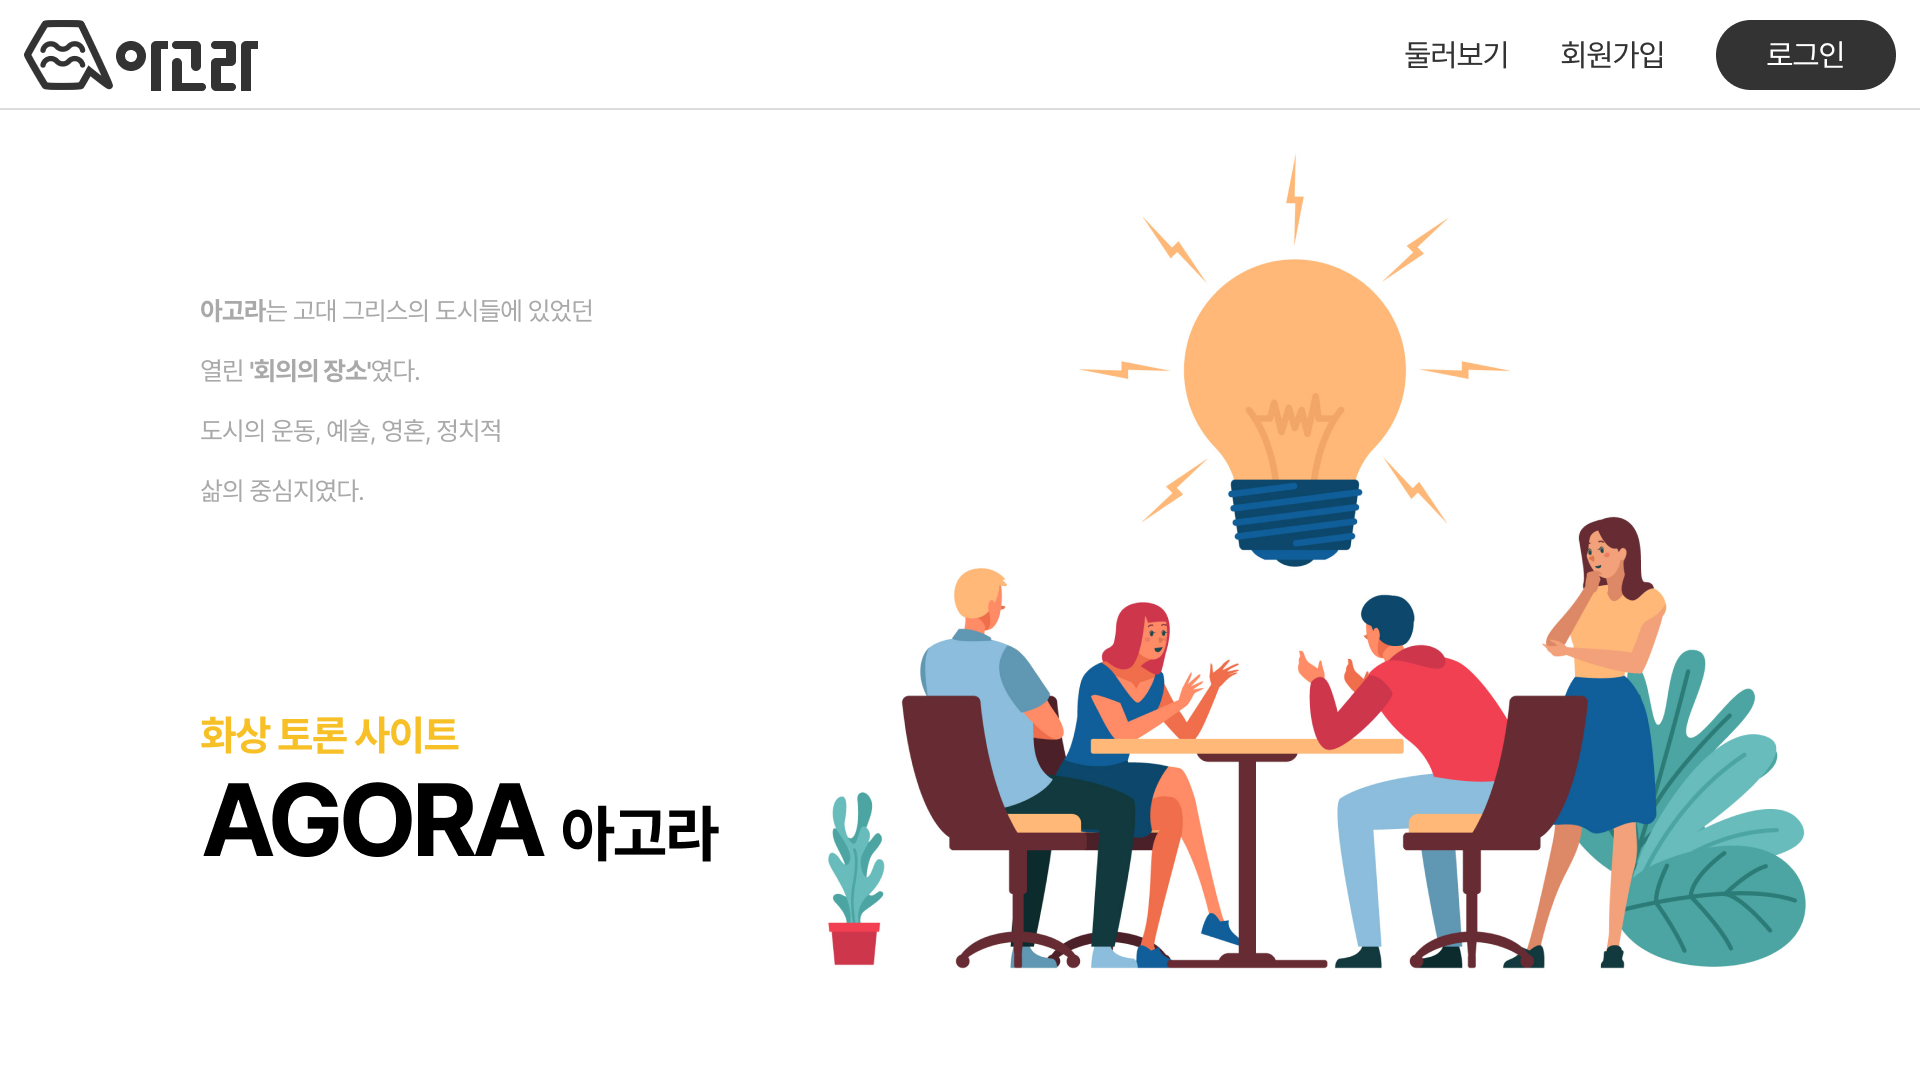 아고라
둘러보기
회원가입
로그인
아고라는 고대 그리스의 도시들에 있었던
열린 '회의의 장소'였다.
도시의 운동, 예술, 영혼, 정치적
삶의 중심지였다.
화상 토론 사이트
AGORA 아고라